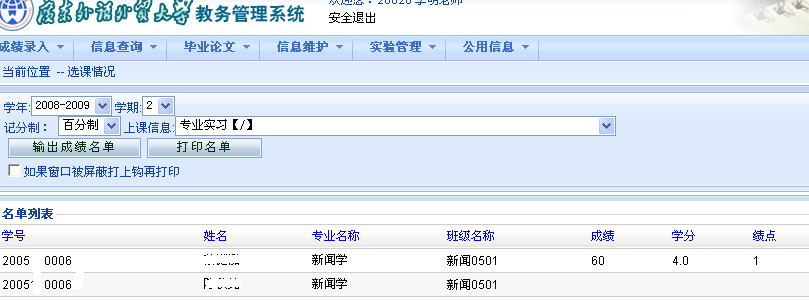 广东外语外贸大学 教务管理系统
安全退出
成绩录入 信息查询 毕业论文 信息维护 实验管理 公用信息
当前位置 -- 选课情况
学年: 2008-2009 学期: 2
记分制: 百分制 上课信息: 专业实习【/】
输出成绩名单 打印名单
如果窗口被屏蔽打上钩再打印
名单列表
学号 姓名 专业名称 班级名称 成绩 学分 绩点
2005 0006 新闻学 新闻0501 60 4.0 1
2005 0006 新闻学 新闻0501